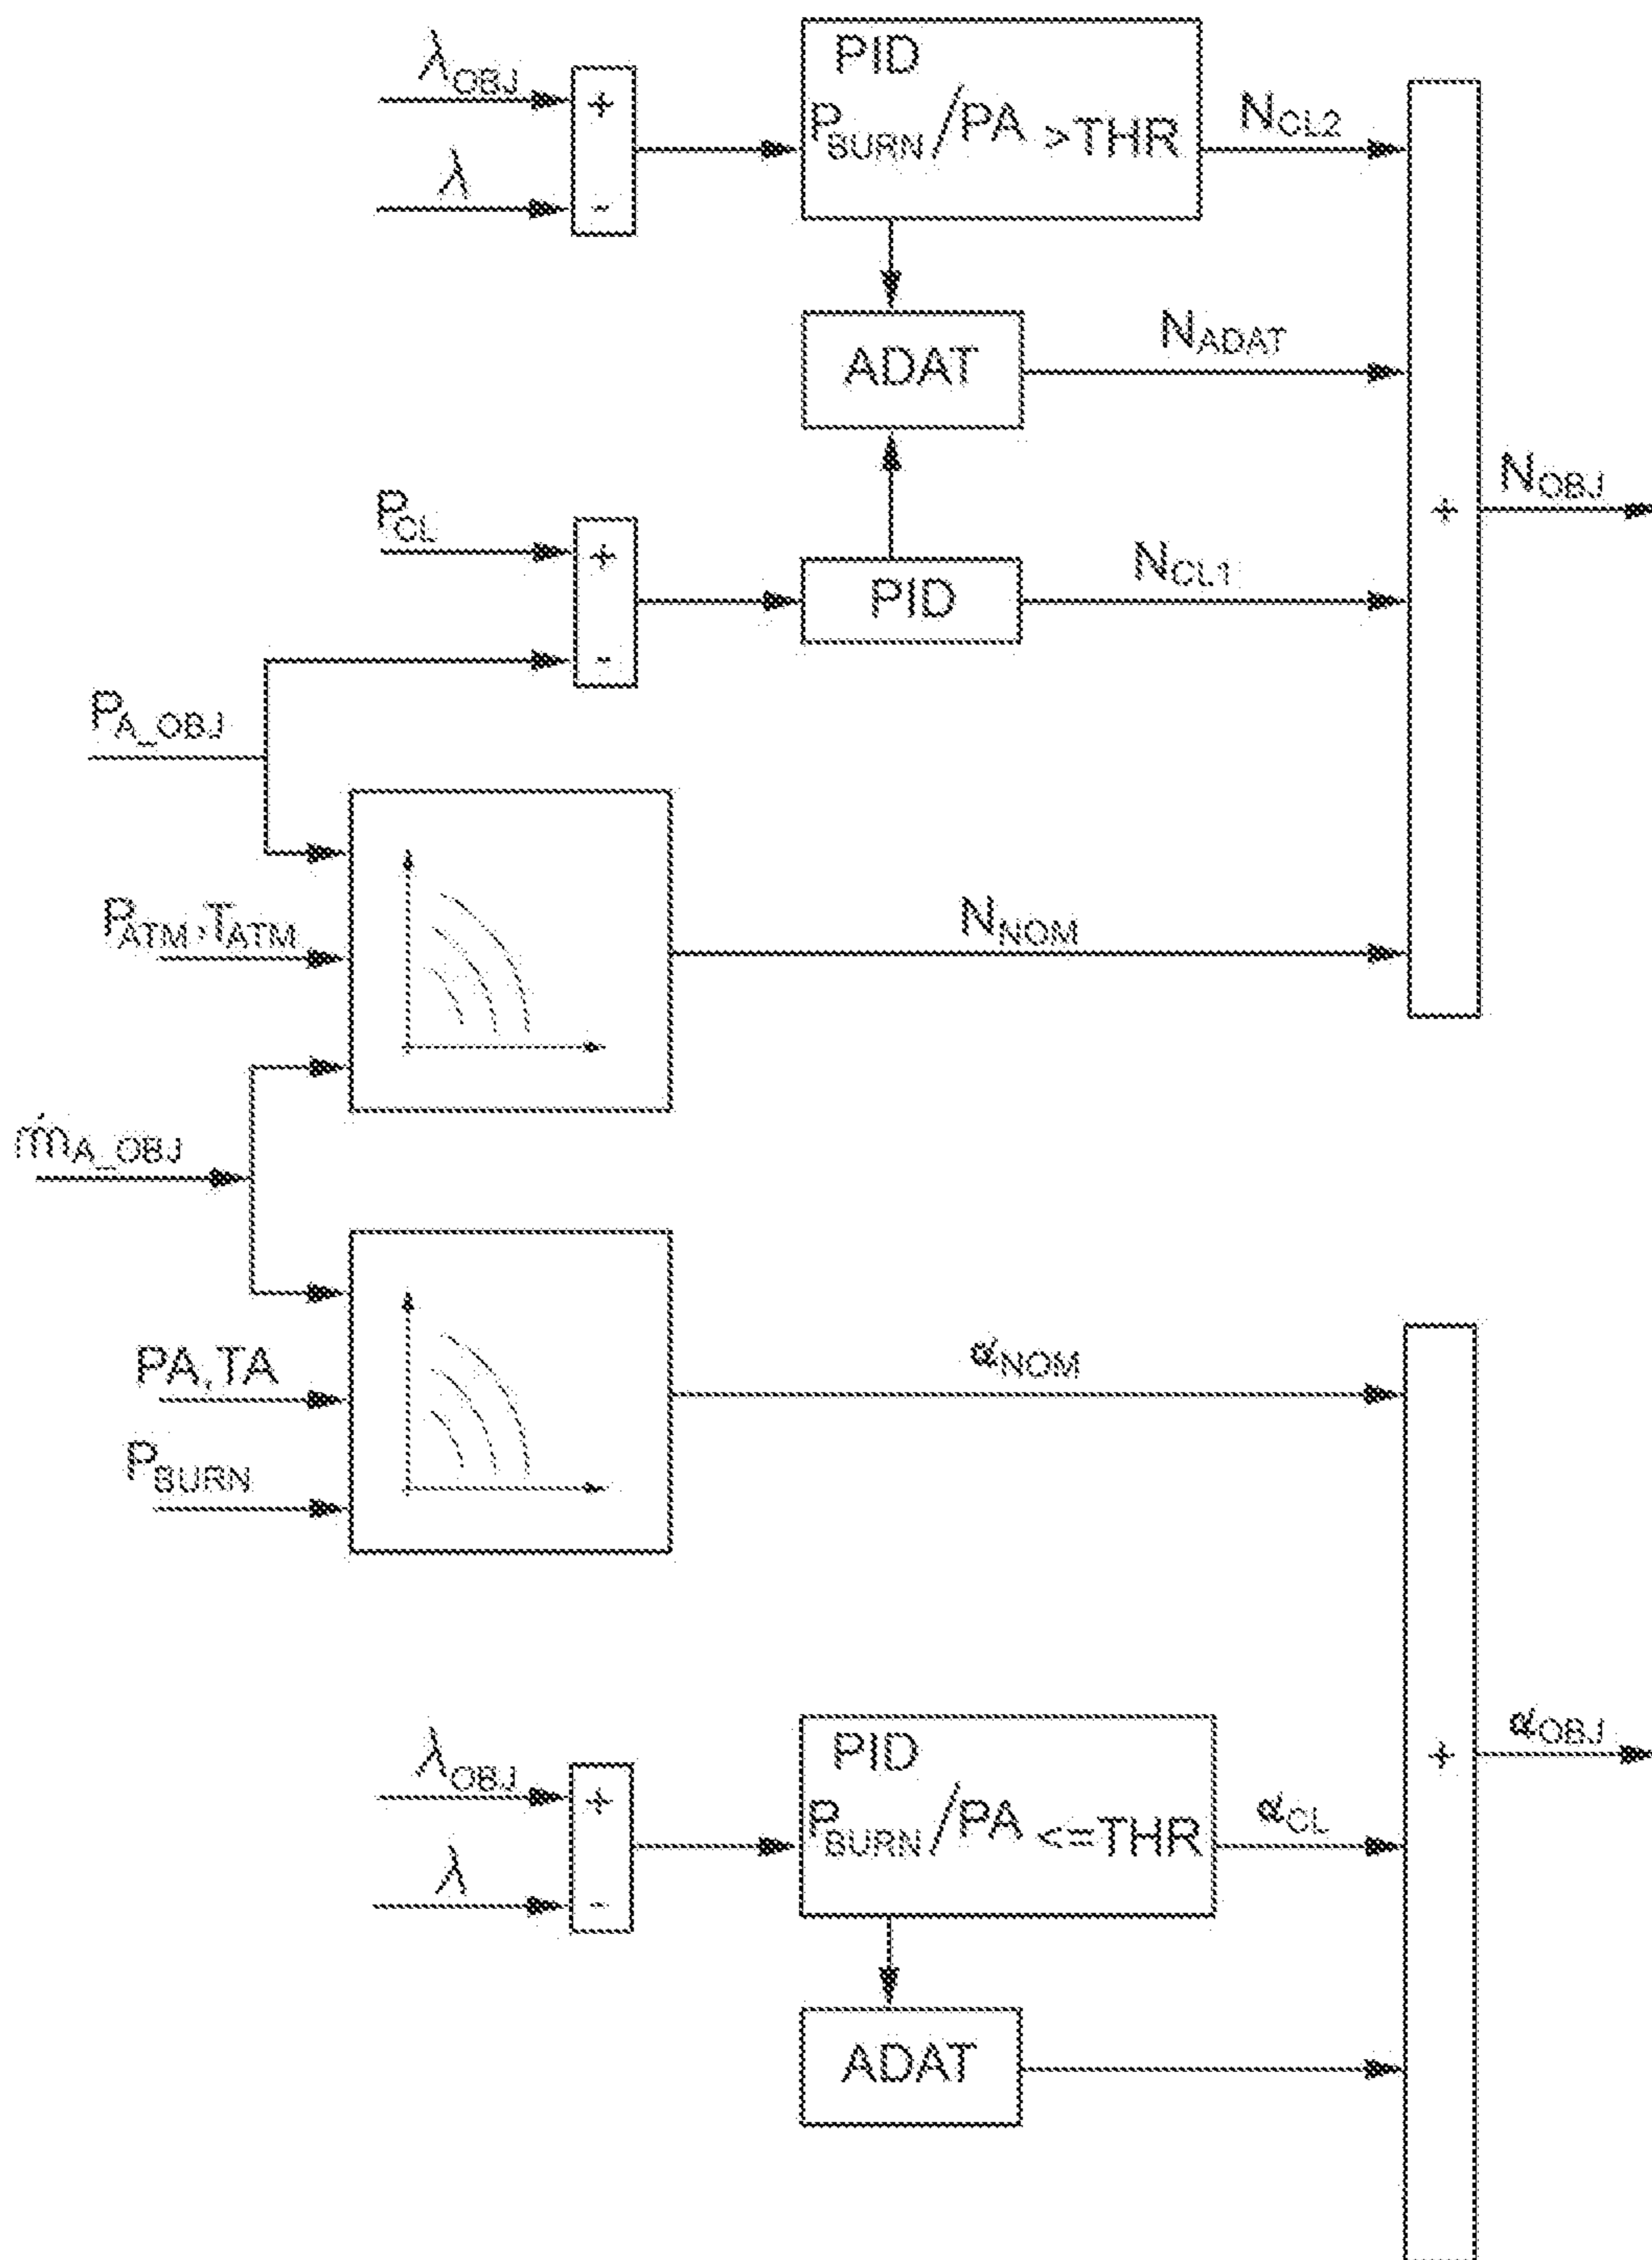 λOBJ
+
λ
-
PID
PBURN/PA >THR
NCL2
ADAT
NADAT
PCL
+
-
PID
NCL1
+
NOBJ
PA_OBJ
PATM,TATM
NNOM
ṁA_OBJ
PA,TA
PBURN
αNOM
λOBJ
+
λ
-
PID
PBURN/PA <=THR
αCL
+
αOBJ
ADAT